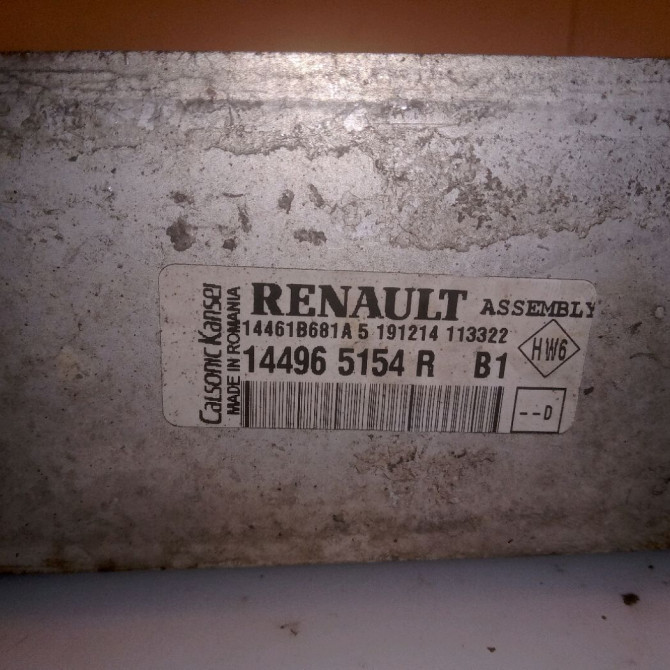 Calsonic Kansei
MADE IN ROMANIA
RENAULT ASSEMBLY
14461B681A 5 191214 113322
14496 5154 R B1
HW6
--D